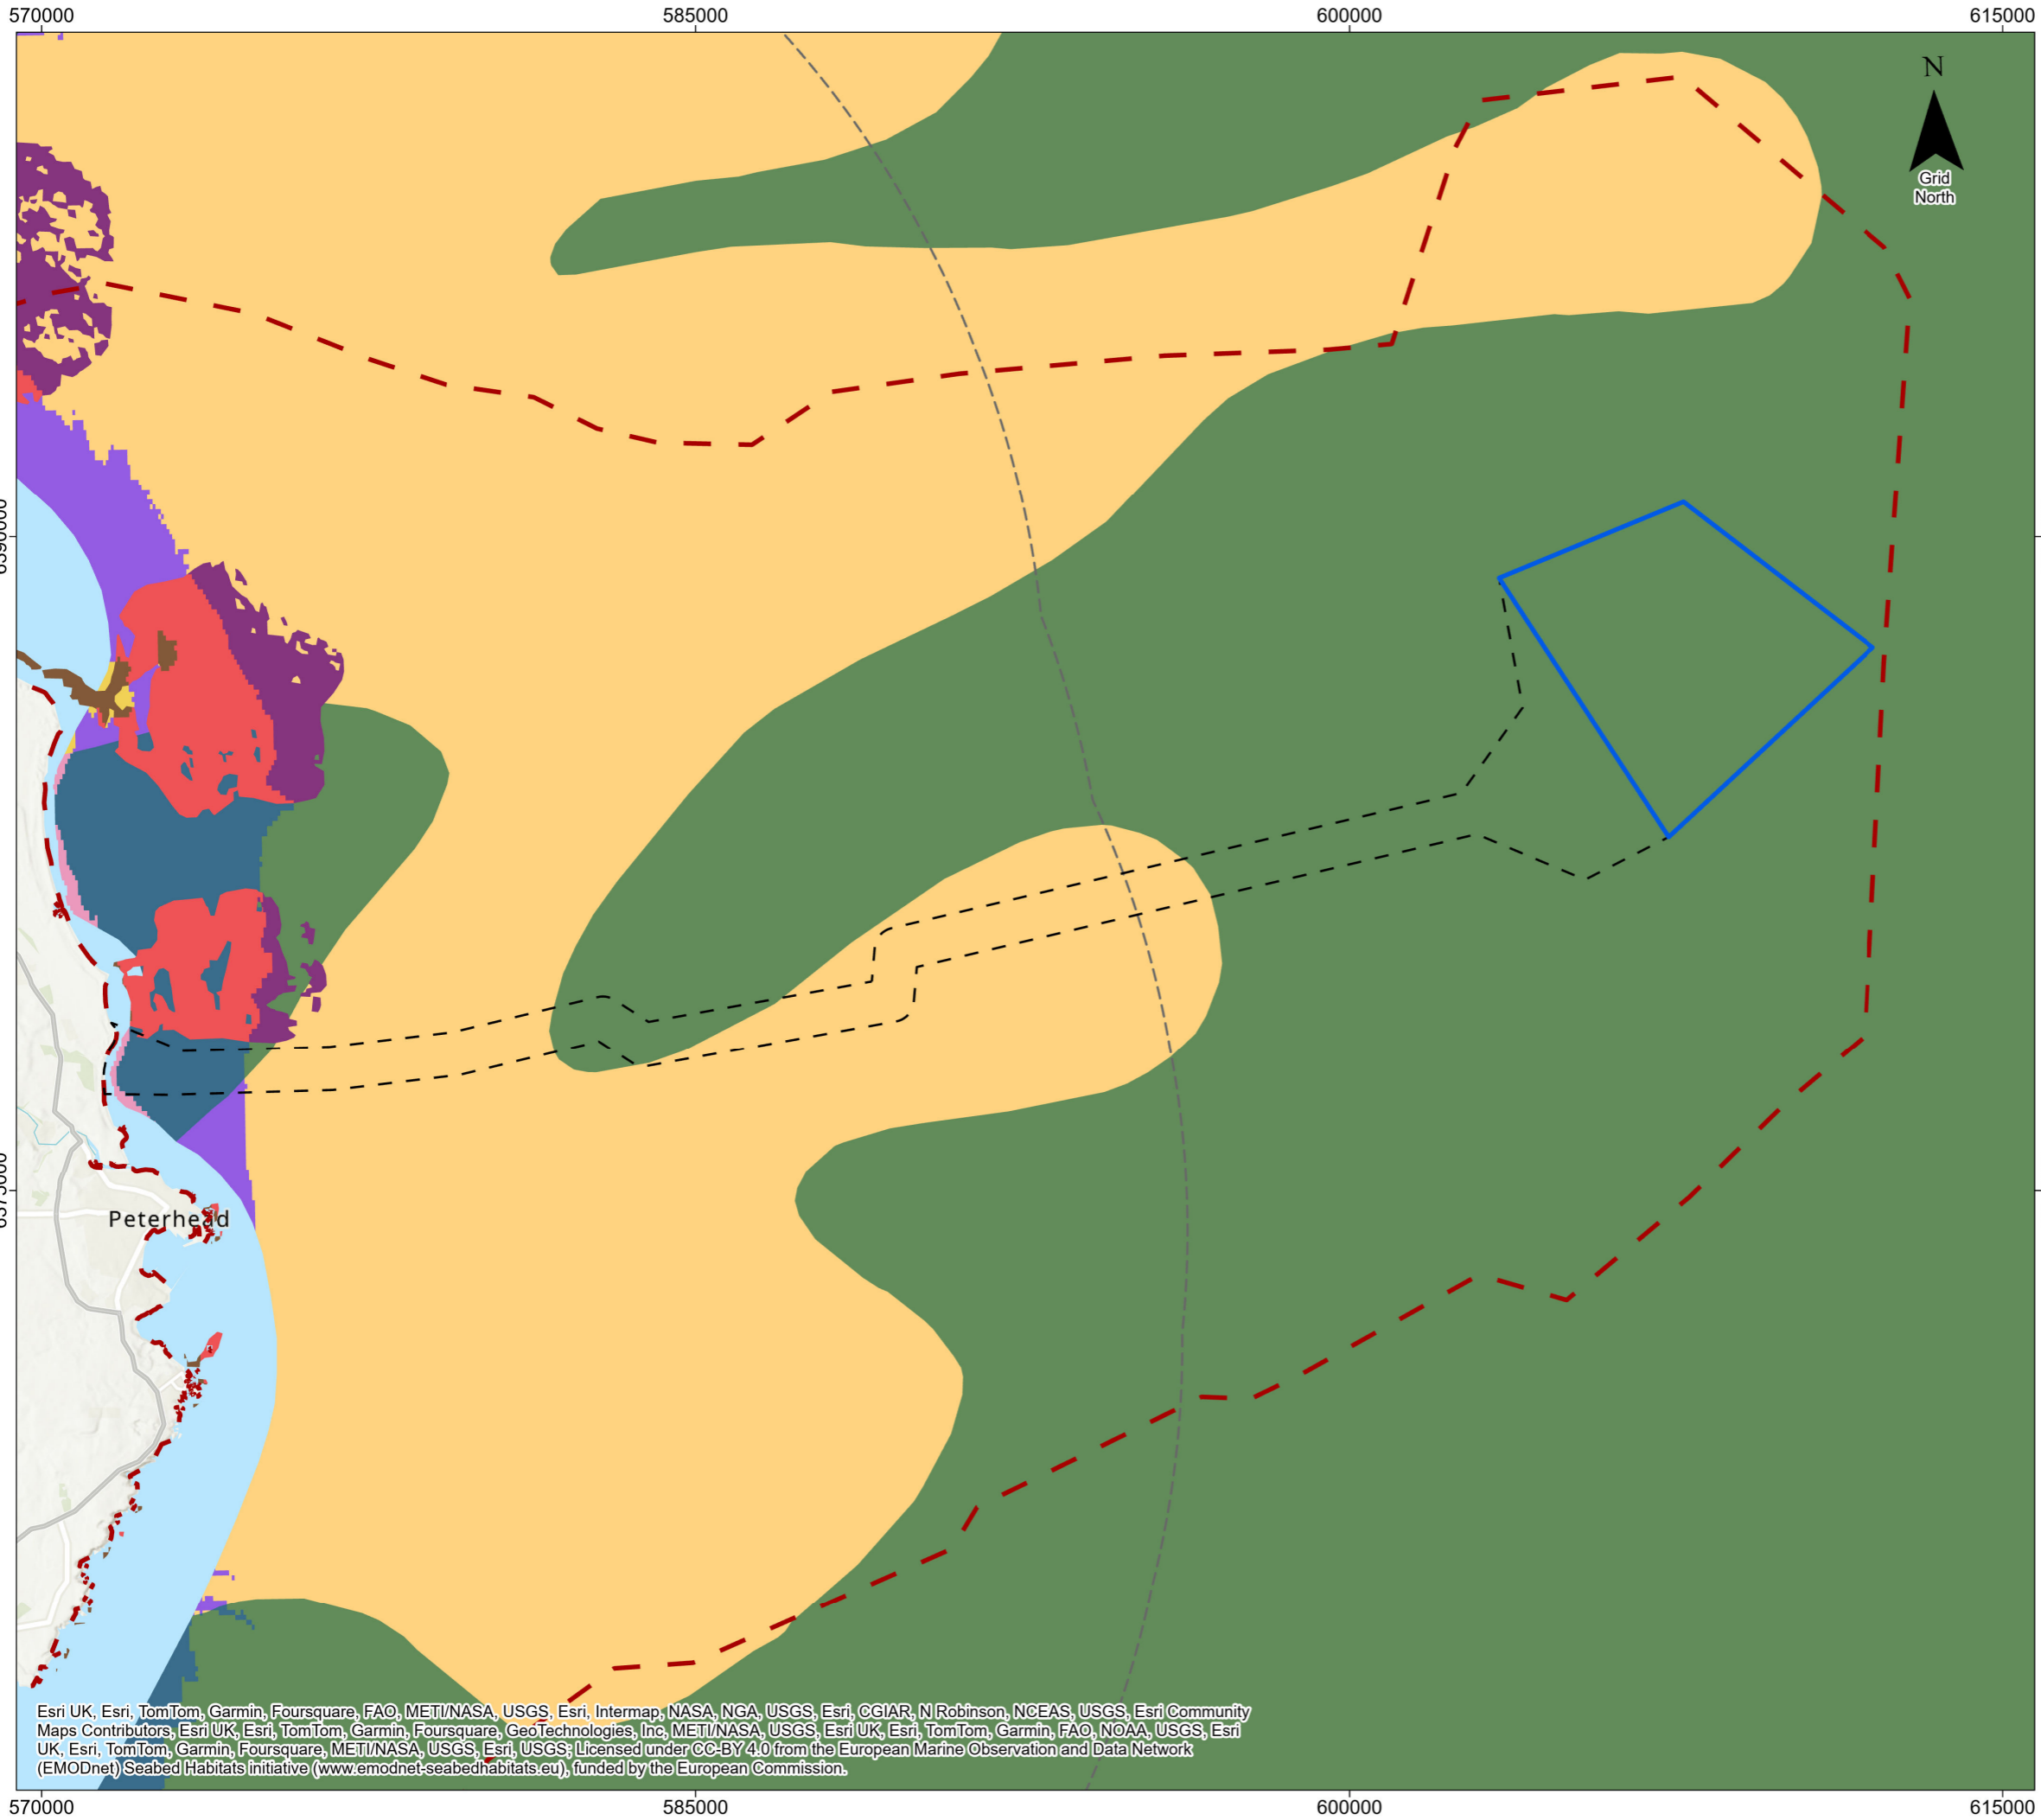 570000 585000 600000 615000
N
Grid
North
Peterhead
Esri UK, Esri, TomTom, Garmin, Foursquare, FAO, METI/NASA, USGS, Esri, Intermap, NASA, NGA, USGS, Esri, CGIAR, N Robinson, NCEAS, USGS, Esri Community
Maps Contributors, Esri UK, Esri, TomTom, Garmin, Foursquare, GeoTechnologies, Inc, METI/NASA, USGS, Esri UK, Esri, TomTom, Garmin, FAO, NOAA, USGS, Esri
UK, Esri, TomTom, Garmin, Foursquare, METI/NASA, USGS, Esri, USGS; Licensed under CC-BY 4.0 from the European Marine Observation and Data Network
(EMODnet) Seabed Habitats initiative (www.emodnet-seabedhabitats.eu), funded by the European Commission.
570000 585000 600000 615000